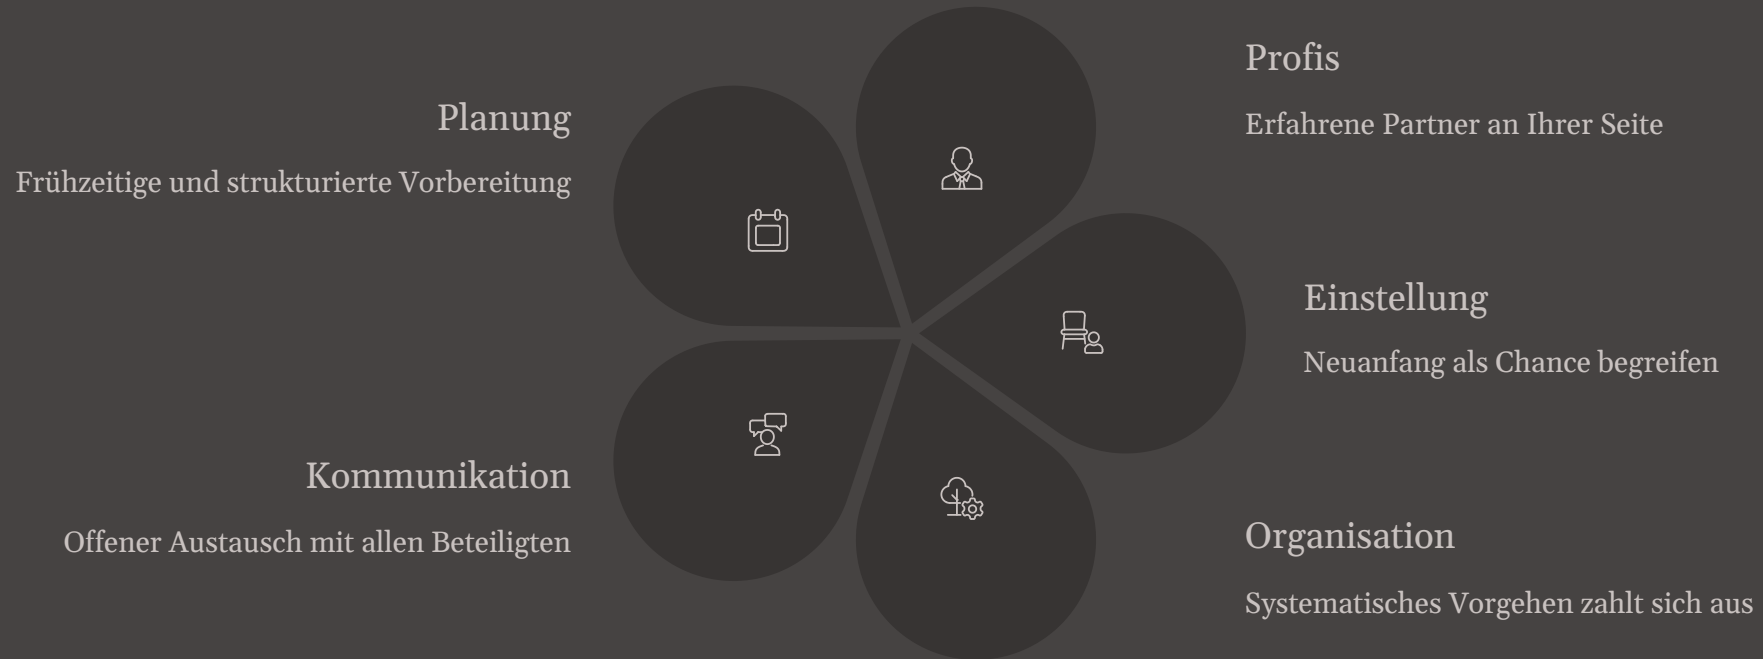 Planung
Frühzeitige und strukturierte Vorbereitung
Profis
Erfahrene Partner an Ihrer Seite
Einstellung
Neuanfang als Chance begreifen
Kommunikation
Offener Austausch mit allen Beteiligten
Organisation
Systematisches Vorgehen zahlt sich aus